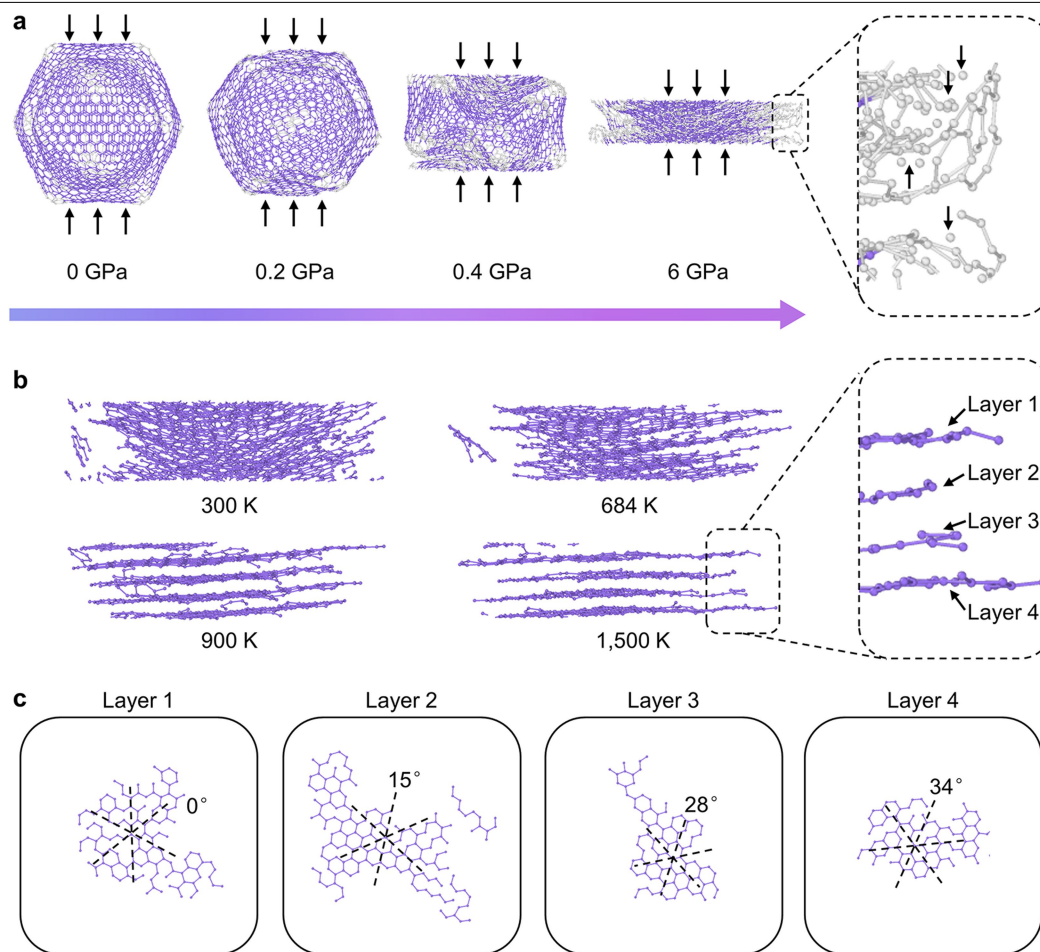 a
0 GPa
0.2 GPa
0.4 GPa
6 GPa
b
300 K
684 K
900 K
1,500 K
Layer 1
Layer 2
Layer 3
Layer 4
c
Layer 1
Layer 2
Layer 3
Layer 4
0°
15°
28°
34°